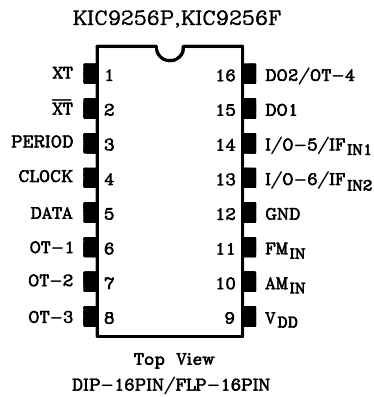 KIC9256P,KIC9256F
XT 1 16 DO2/OT-4
X̅T̅ 2 15 DO1
PERIOD 3 14 I/O-5/IFIN1
CLOCK 4 13 I/O-6/IFIN2
DATA 5 12 GND
OT-1 6 11 FMIN
OT-2 7 10 AMIN
OT-3 8 9 VDD
Top View
DIP-16PIN/FLP-16PIN